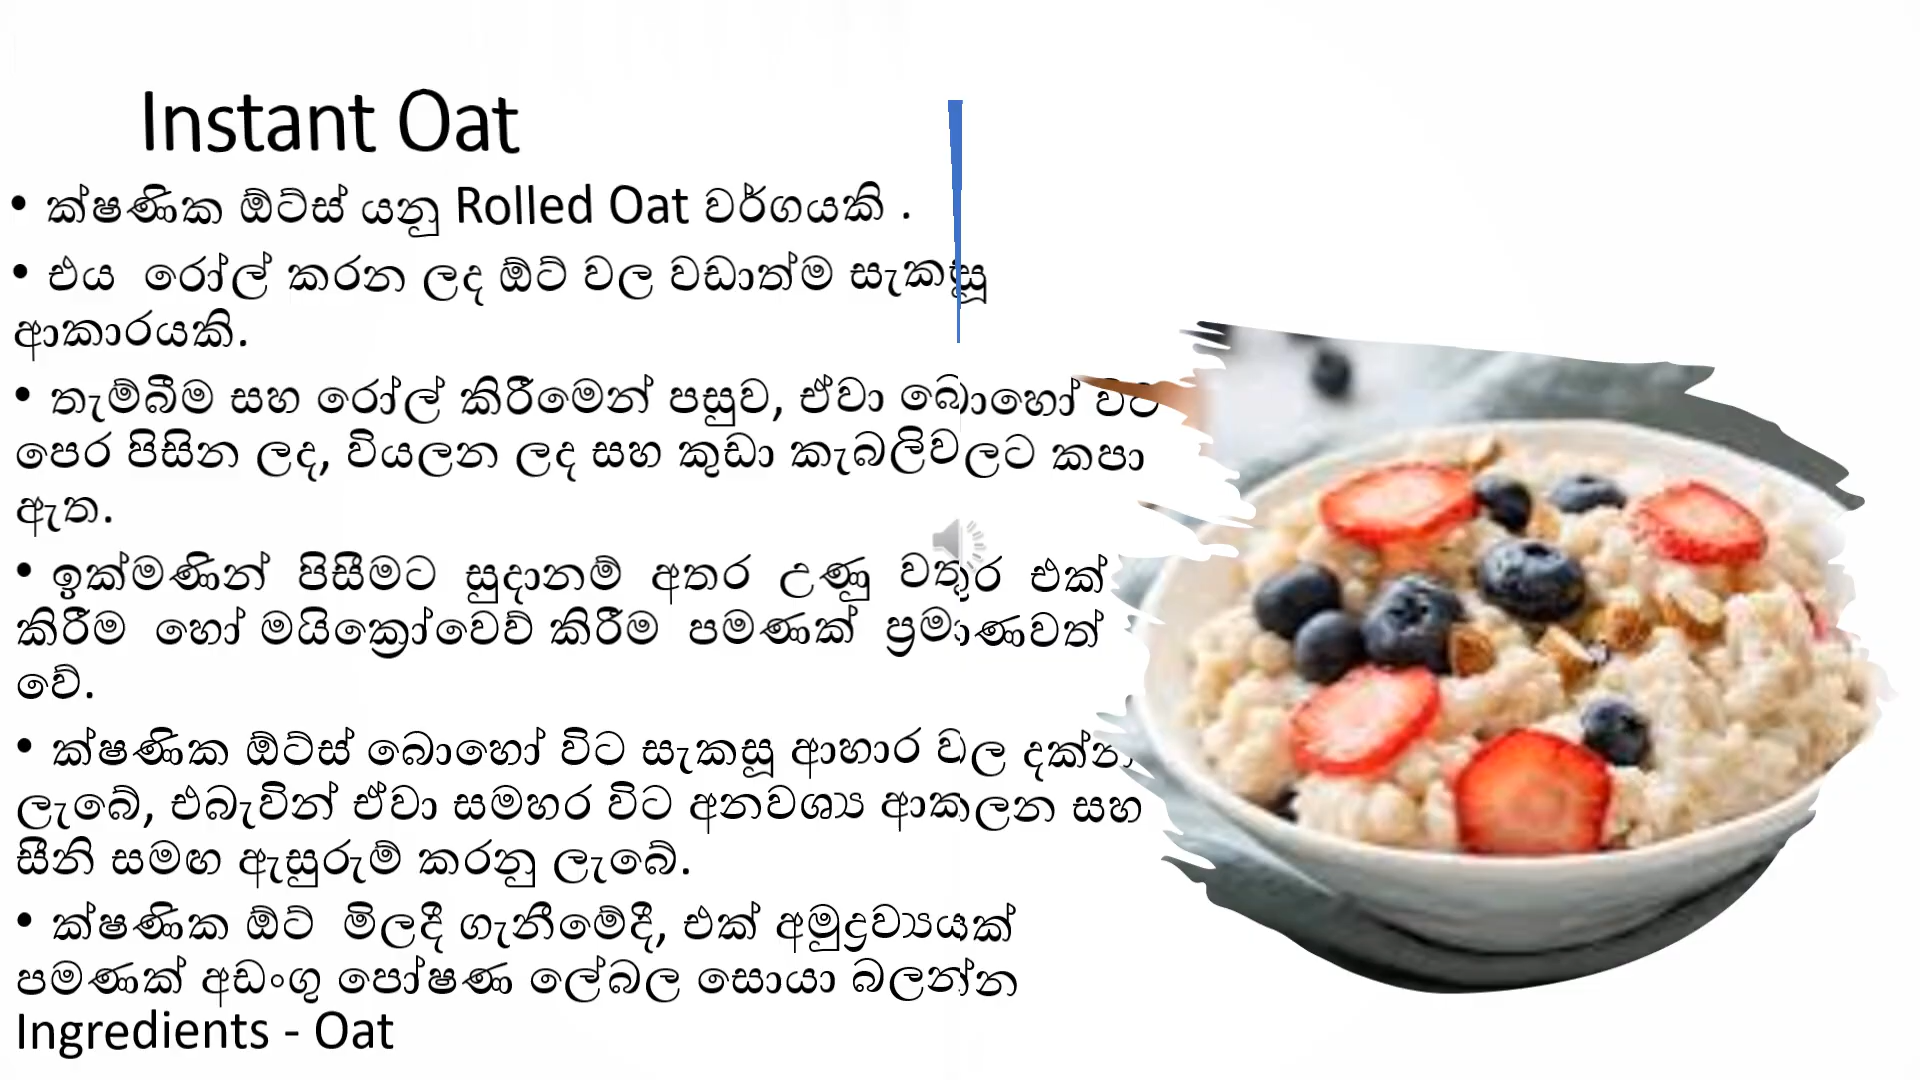 Instant Oat
• ක්ෂණික ඕට්ස් යනු Rolled Oat වර්ගයකි .
• එය රෝල් කරන ලද ඕට් වල වඩාත්ම සැකසූ
ආකාරයකි.
• තැම්බීම සහ රෝල් කිරීමෙන් පසුව, ඒවා බොහෝ විට
පෙර පිසින ලද, වියලන ලද සහ කුඩා කැබලිවලට කපා
ඇත.
• ඉක්මණින් පිසීමට සුදානම් අතර උණු වතුර එක්
කිරීම හෝ මයික්‍රෝවෙව් කිරීම පමණක් ප්‍රමාණවත්
වේ.
• ක්ෂණික ඕට්ස් බොහෝ විට සැකසූ ආහාර වල දක්නා
ලැබේ, එබැවින් ඒවා සමහර විට අනවශ්‍ය ආකලන සහ
සීනි සමඟ ඇසුරුම් කරනු ලැබේ.
• ක්ෂණික ඕට් මිලදී ගැනීමේදී, එක් අමුද්‍රව්‍යයක්
පමණක් අඩංගු පෝෂණ ලේබල සොයා බලන්න
Ingredients - Oat